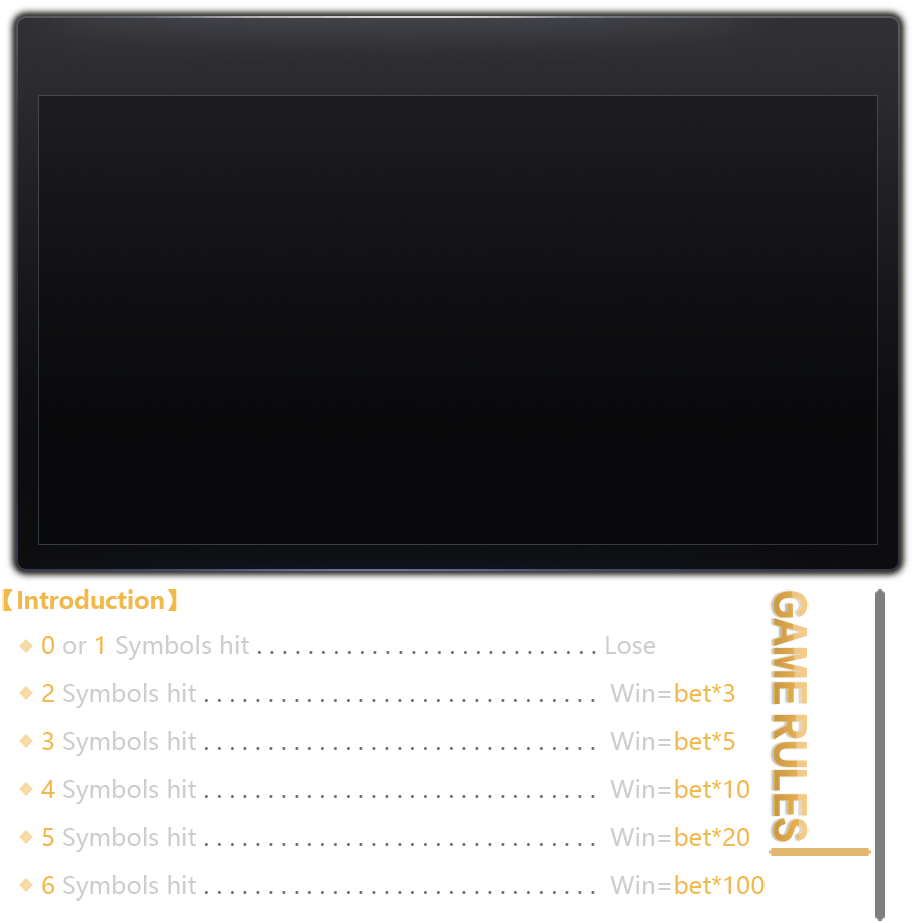 【Introduction】
◆ 0 or 1 Symbols hit ........................... Lose
◆ 2 Symbols hit ............................... Win=bet*3
◆ 3 Symbols hit ............................... Win=bet*5
◆ 4 Symbols hit ............................... Win=bet*10
◆ 5 Symbols hit ............................... Win=bet*20
◆ 6 Symbols hit ............................... Win=bet*100
GAME RULES